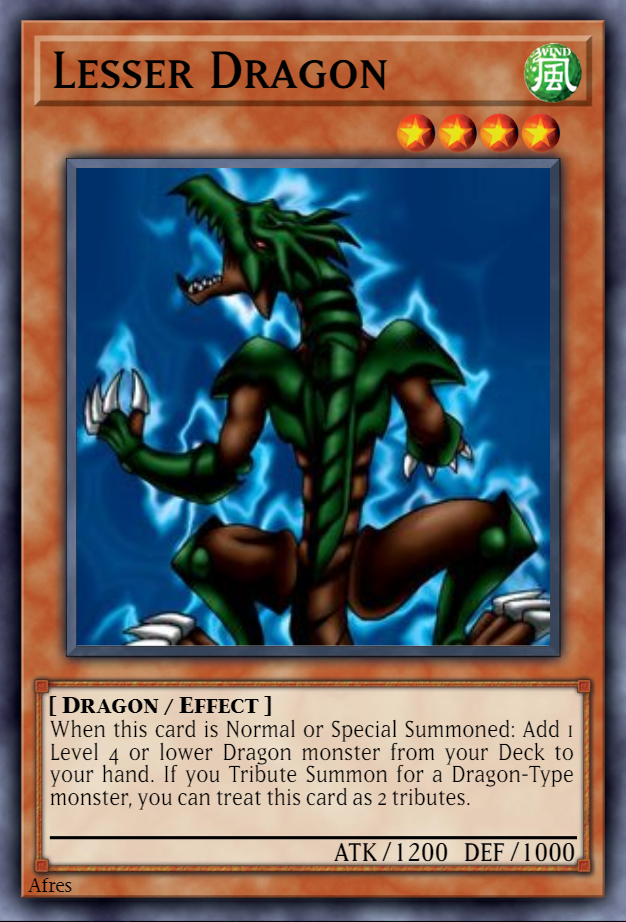 Lesser Dragon
WIND
風
[ Dragon / Effect ]
When this card is Normal or Special Summoned: Add 1
Level 4 or lower Dragon monster from your Deck to
your hand. If you Tribute Summon for a Dragon-Type
monster, you can treat this card as 2 tributes.
ATK/1200 DEF/1000
Afres